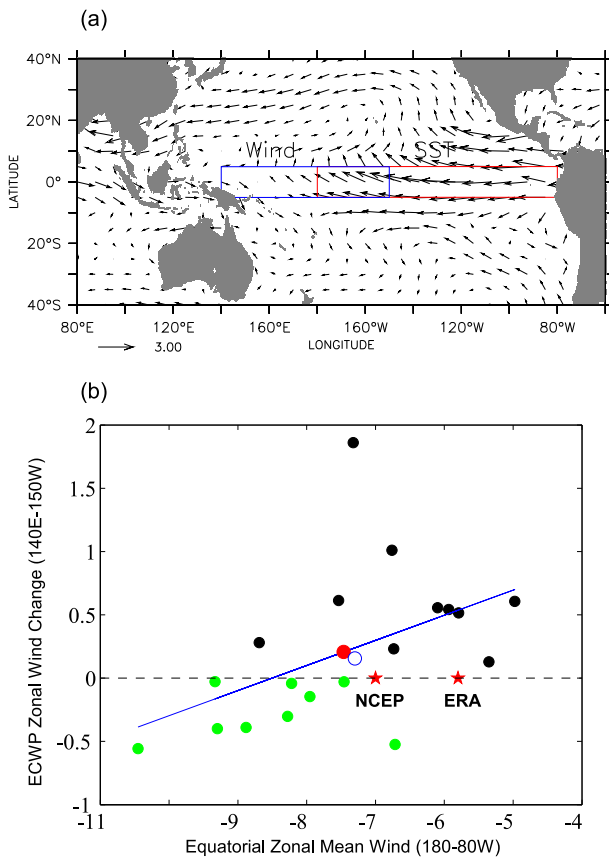 (a)
40°N
20°N
0°
20°S
40°S
LATITUDE
Wind
SST
80°E
120°E
160°E
160°W
120°W
80°W
LONGITUDE
3.00
(b)
2
1.5
1
0.5
0
-0.5
-1
ECWP Zonal Wind Change (140E-150W)
NCEP
ERA
-11
-9
-8
-7
-6
-5
-4
Equatorial Zonal Mean Wind (180-80W)